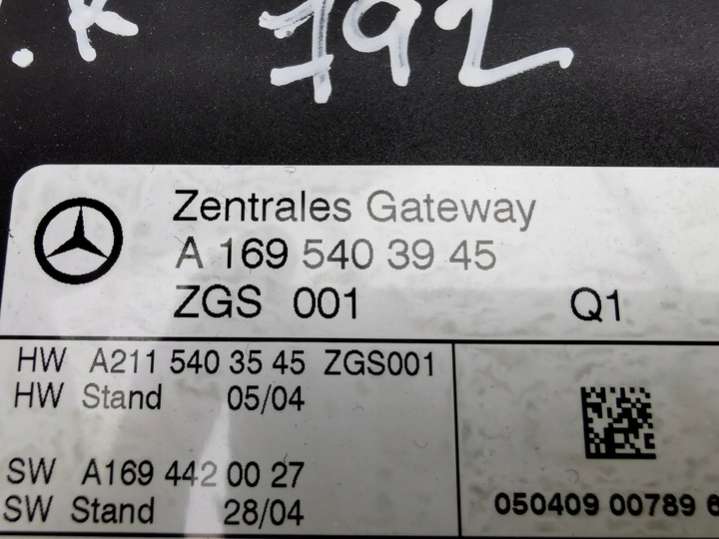 .K 792
Zentrales Gateway
A 169 540 39 45
ZGS 001 Q1
HW A211 540 35 45 ZGS001
HW Stand 05/04
SW A169 442 00 27
SW Stand 28/04
050409 00789 6